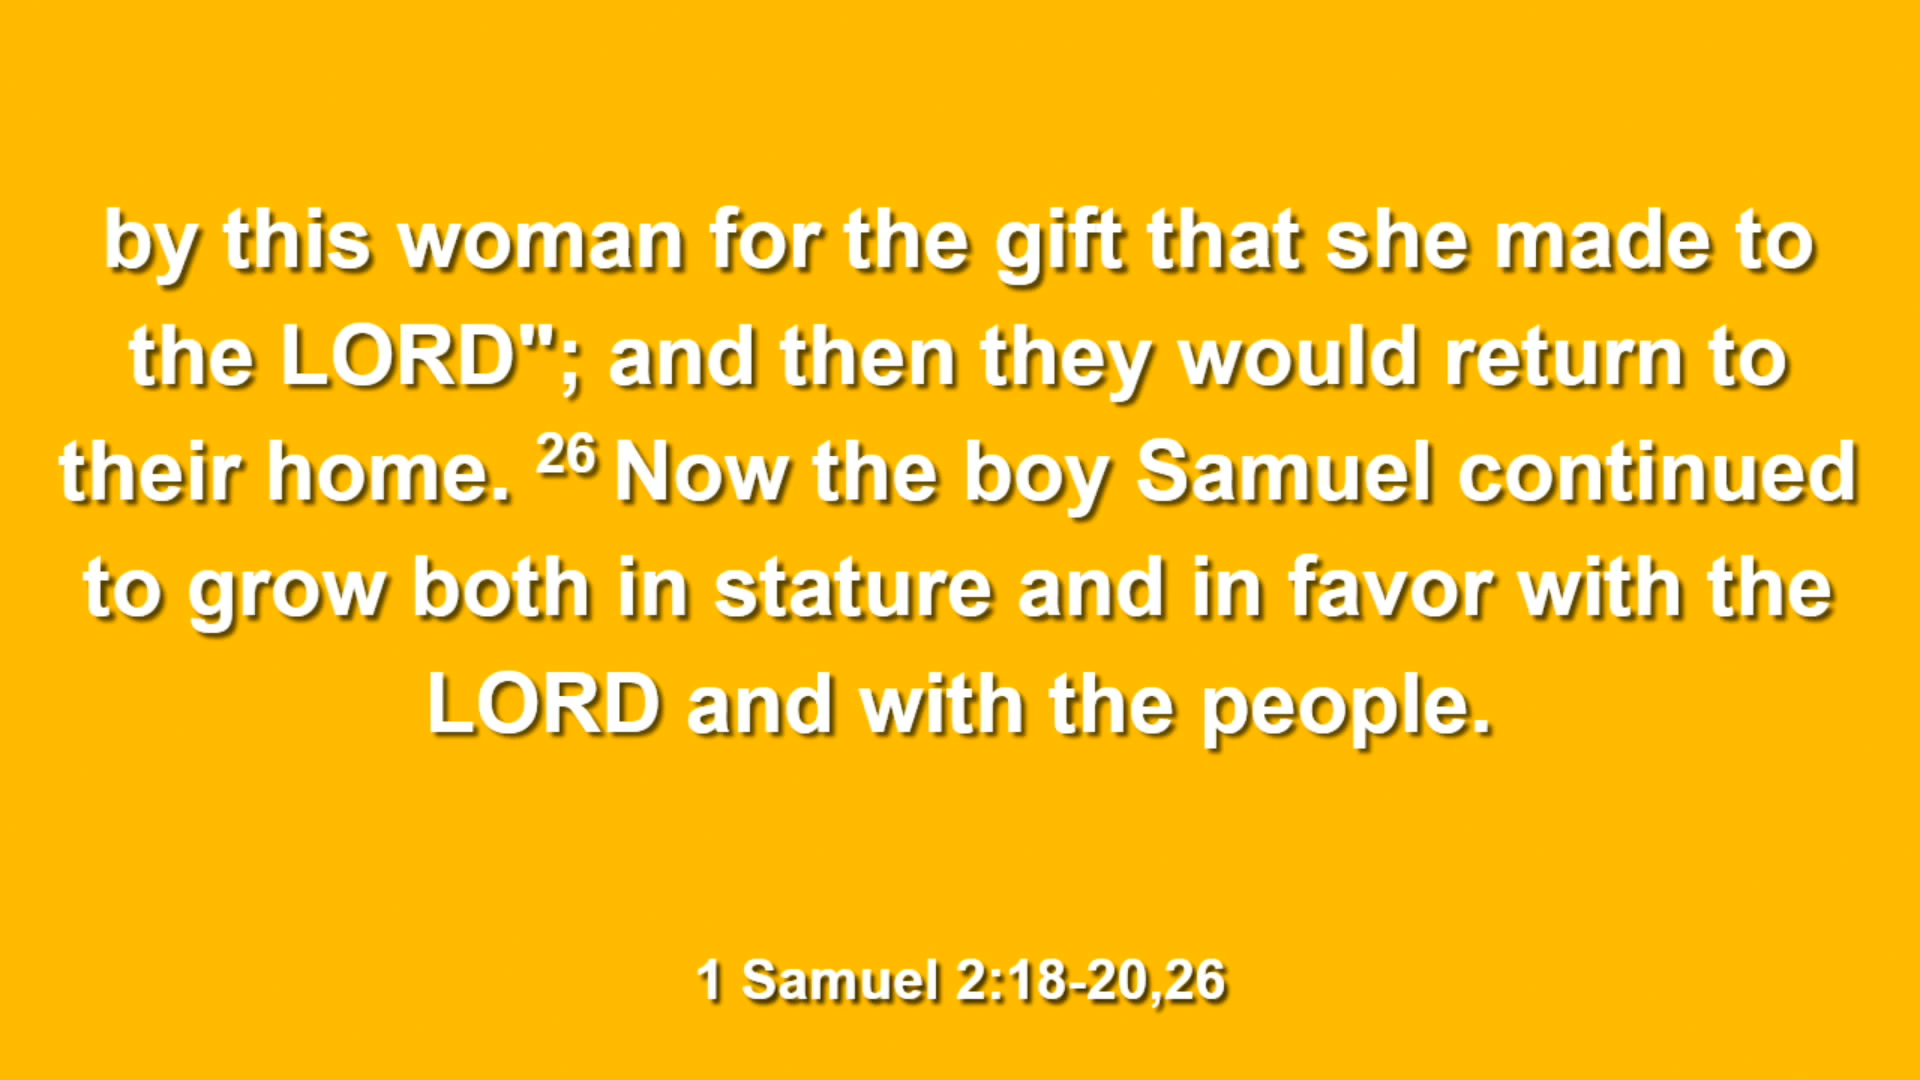 by this woman for the gift that she made to
the LORD"; and then they would return to
their home. 26 Now the boy Samuel continued
to grow both in stature and in favor with the
LORD and with the people.
1 Samuel 2:18-20,26